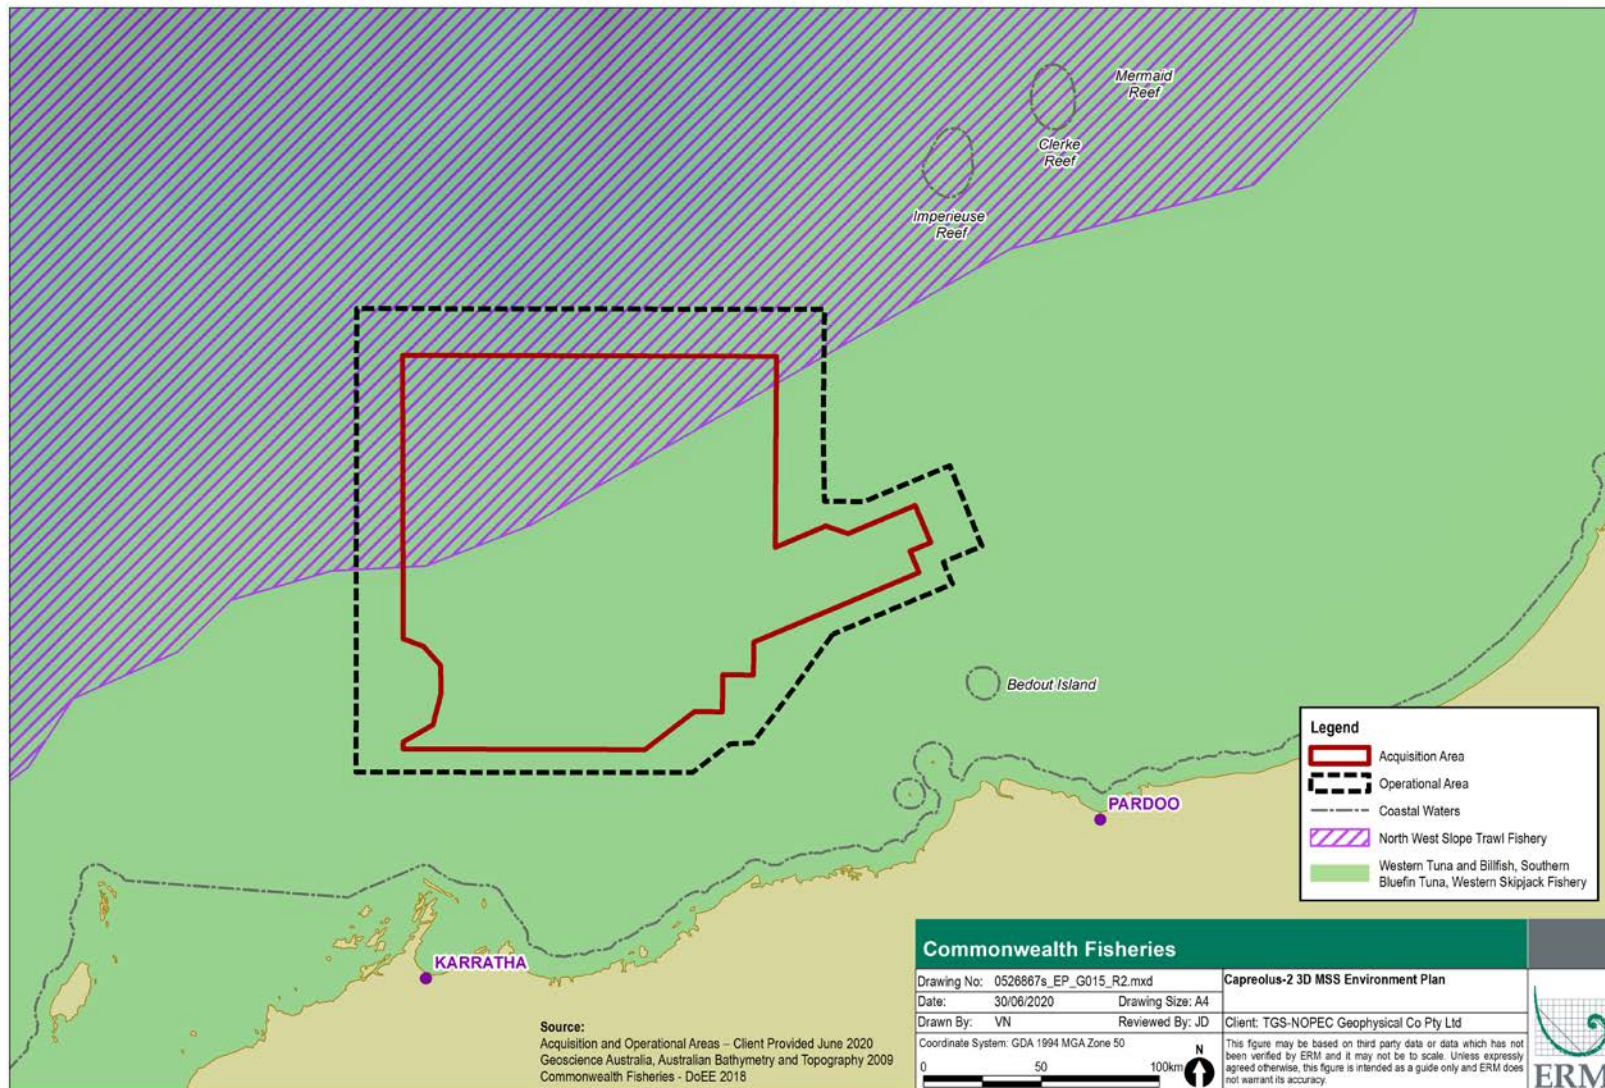 Mermaid
Reef
Clerke
Reef
Imperieuse
Reef
Bedout Island
Legend
Acquisition Area
Operational Area
Coastal Waters
North West Slope Trawl Fishery
Western Tuna and Billfish, Southern
Bluefin Tuna, Western Skipjack Fishery
PARDOO
KARRATHA
Source:
Acquisition and Operational Areas – Client Provided June 2020
Geoscience Australia, Australian Bathymetry and Topography 2009
Commonwealth Fisheries - DoEE 2018
Commonwealth Fisheries
Drawing No: 0526867s_EP_G015_R2.mxd
Date: 30/06/2020 Drawing Size: A4
Drawn By: VN Reviewed By: JD
Coordinate System: GDA 1994 MGA Zone 50
0 50 100km
N
Capreolus-2 3D MSS Environment Plan
Client: TGS-NOPEC Geophysical Co Pty Ltd
This figure may be based on third party data or data which has not
been verified by ERM and it may not be to scale. Unless expressly
agreed otherwise, this figure is intended as a guide only and ERM does
not warrant its accuracy.
ERM